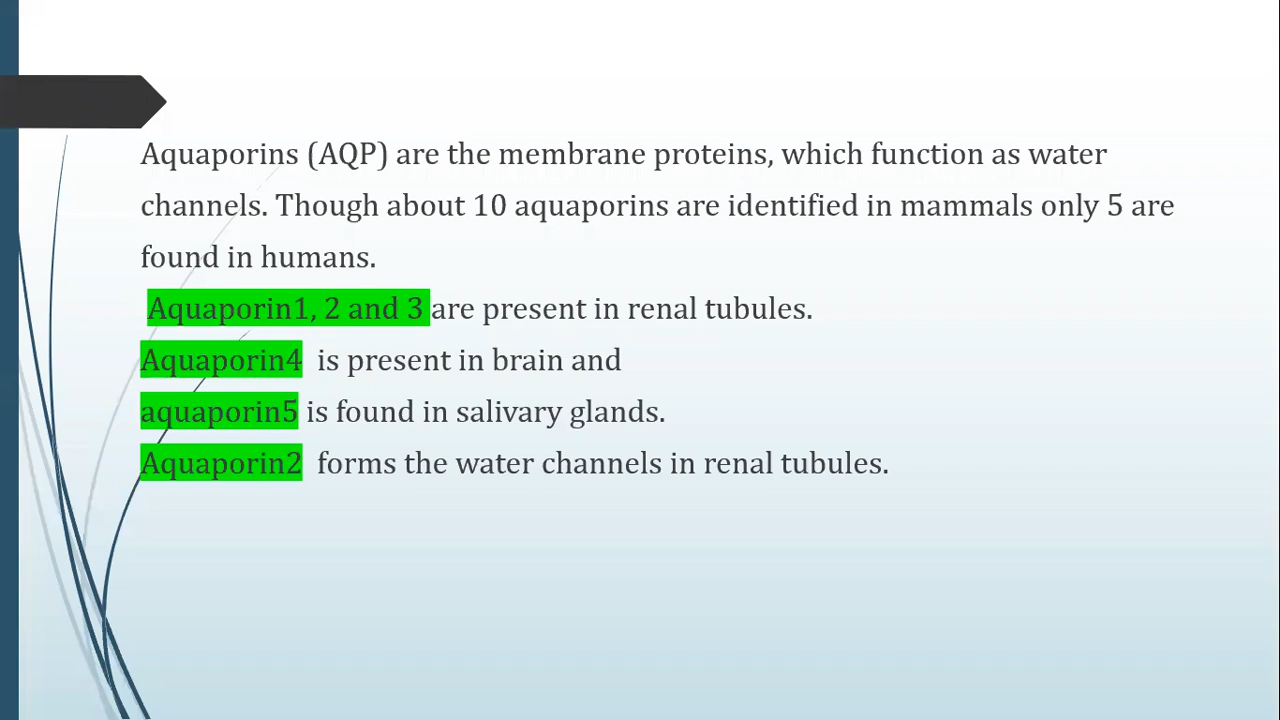 Aquaporins (AQP) are the membrane proteins, which function as water
channels. Though about 10 aquaporins are identified in mammals only 5 are
found in humans.
Aquaporin1, 2 and 3 are present in renal tubules.
Aquaporin4 is present in brain and
aquaporin5 is found in salivary glands.
Aquaporin2 forms the water channels in renal tubules.